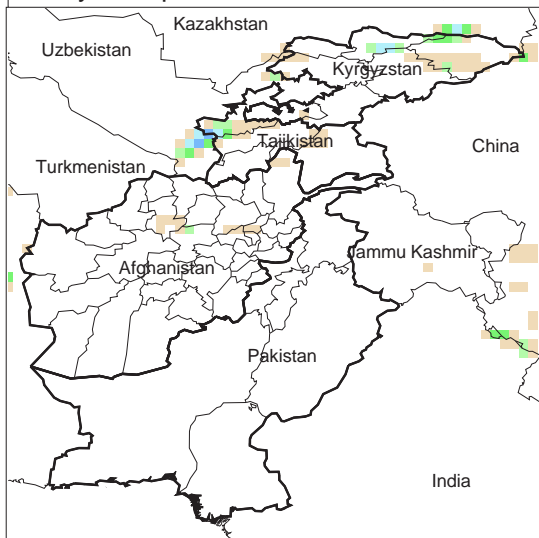 Kazakhstan
Uzbekistan
Kyrgyzstan
Tajikistan
China
Turkmenistan
Jammu Kashmir
Afghanistan
Pakistan
India